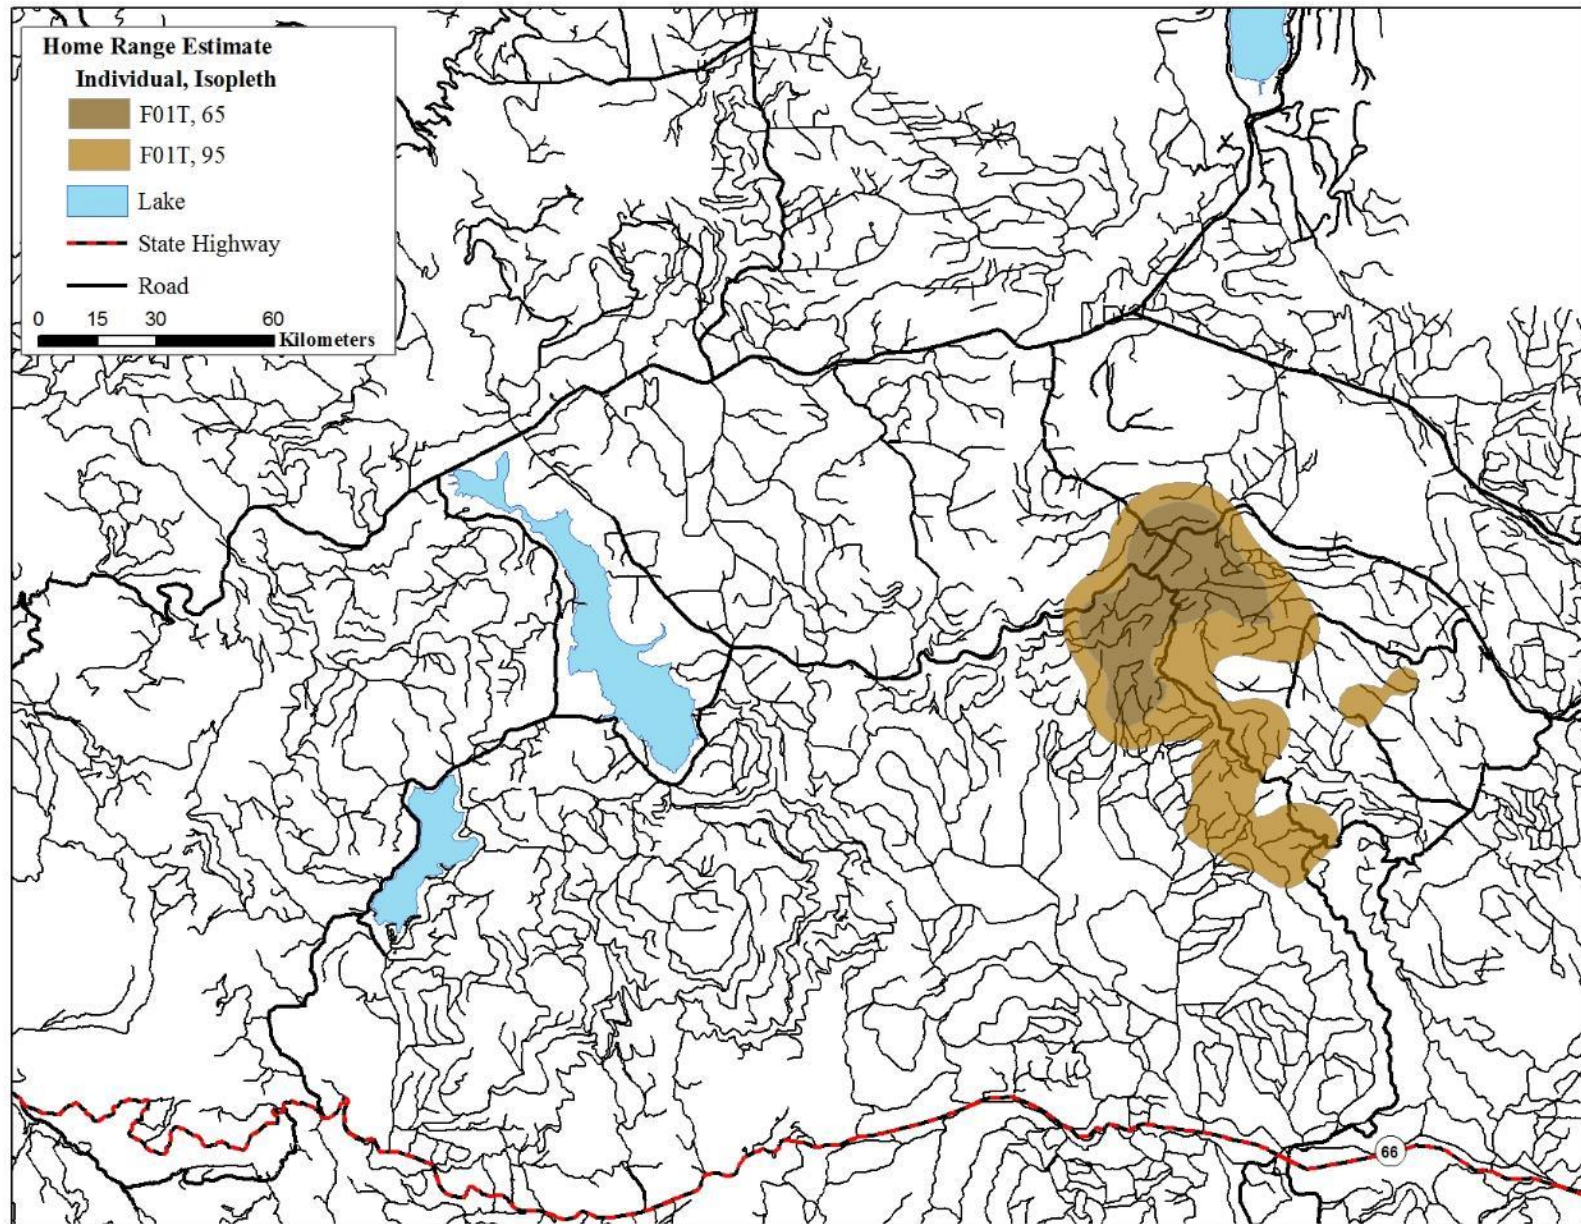 Home Range Estimate
Individual, Isopleth
F01T, 65
F01T, 95
Lake
State Highway
Road
0 15 30 60
Kilometers
66